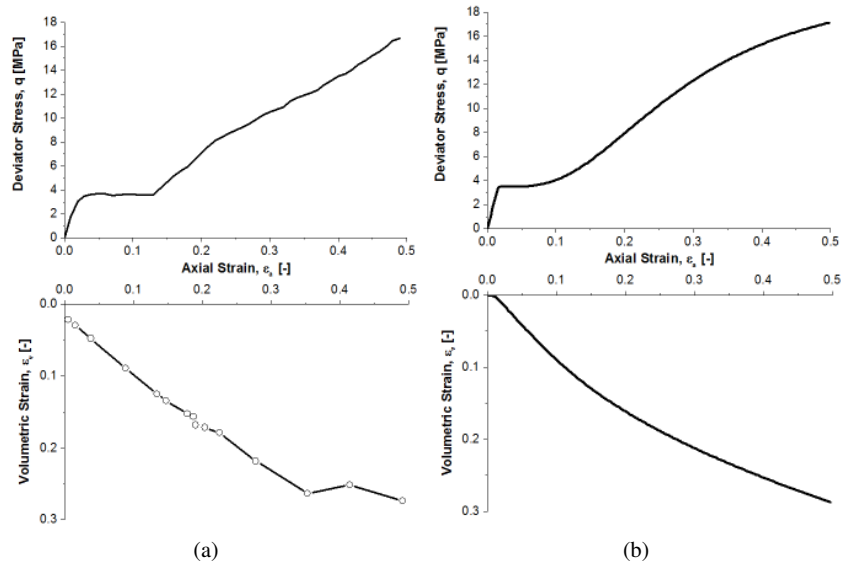 18
16
14
12
10
8
6
4
2
0
Deviator Stress, q [MPa]
0.0 0.1 0.2 0.3 0.4 0.5
Axial Strain, εa [-]
0.0 0.1 0.2 0.3 0.4 0.5
0.0
0.1
0.2
0.3
Volumetric Strain, εv [-]
(a)
18
16
14
12
10
8
6
4
2
0
Deviator Stress, q [MPa]
0.0 0.1 0.2 0.3 0.4 0.5
Axial Strain, εa [-]
0.0 0.1 0.2 0.3 0.4 0.5
0.0
0.1
0.2
0.3
Volumetric Strain, εv [-]
(b)